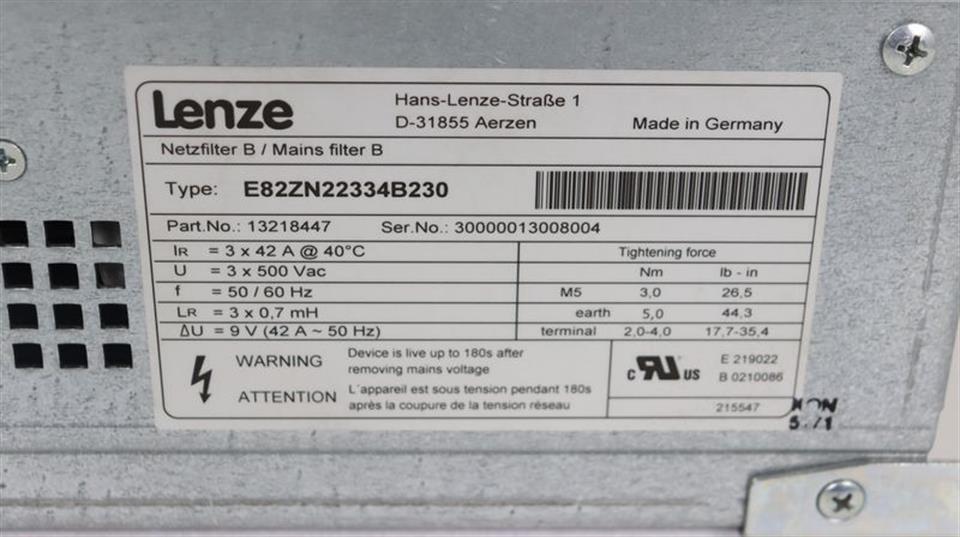 Lenze
Hans-Lenze-Straße 1
D-31855 Aerzen
Made in Germany
Netzfilter B / Mains filter B
Type: E82ZN22334B230
Part.No.: 13218447 Ser.No.: 30000013008004
IR = 3 x 42 A @ 40°C
U = 3 x 500 Vac
f = 50 / 60 Hz
LR = 3 x 0,7 mH
ΔU = 9 V (42 A ~ 50 Hz)
Tightening force
Nm lb - in
M5 3,0 26,5
earth 5,0 44,3
terminal 2,0-4,0 17,7-35,4
WARNING
Device is live up to 180s after
removing mains voltage
ATTENTION
L´appareil est sous tension pendant 180s
après la coupure de la tension réseau
c RU US
E 219022
B 0210086
215547